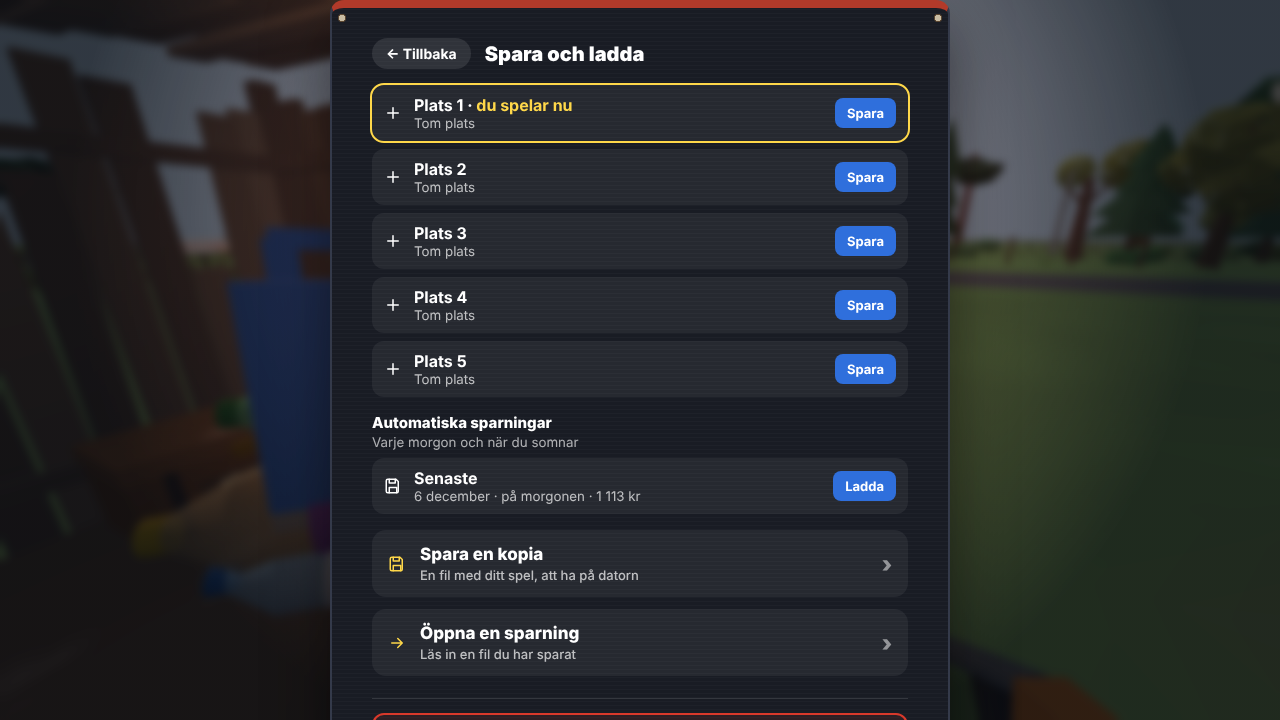 ← Tillbaka
Spara och ladda
Plats 1 · du spelar nu
Tom plats
Spara
Plats 2
Tom plats
Spara
Plats 3
Tom plats
Spara
Plats 4
Tom plats
Spara
Plats 5
Tom plats
Spara
Automatiska sparningar
Varje morgon och när du somnar
Senaste
6 december · på morgonen · 1 113 kr
Ladda
Spara en kopia
En fil med ditt spel, att ha på datorn
Öppna en sparning
Läs in en fil du har sparat